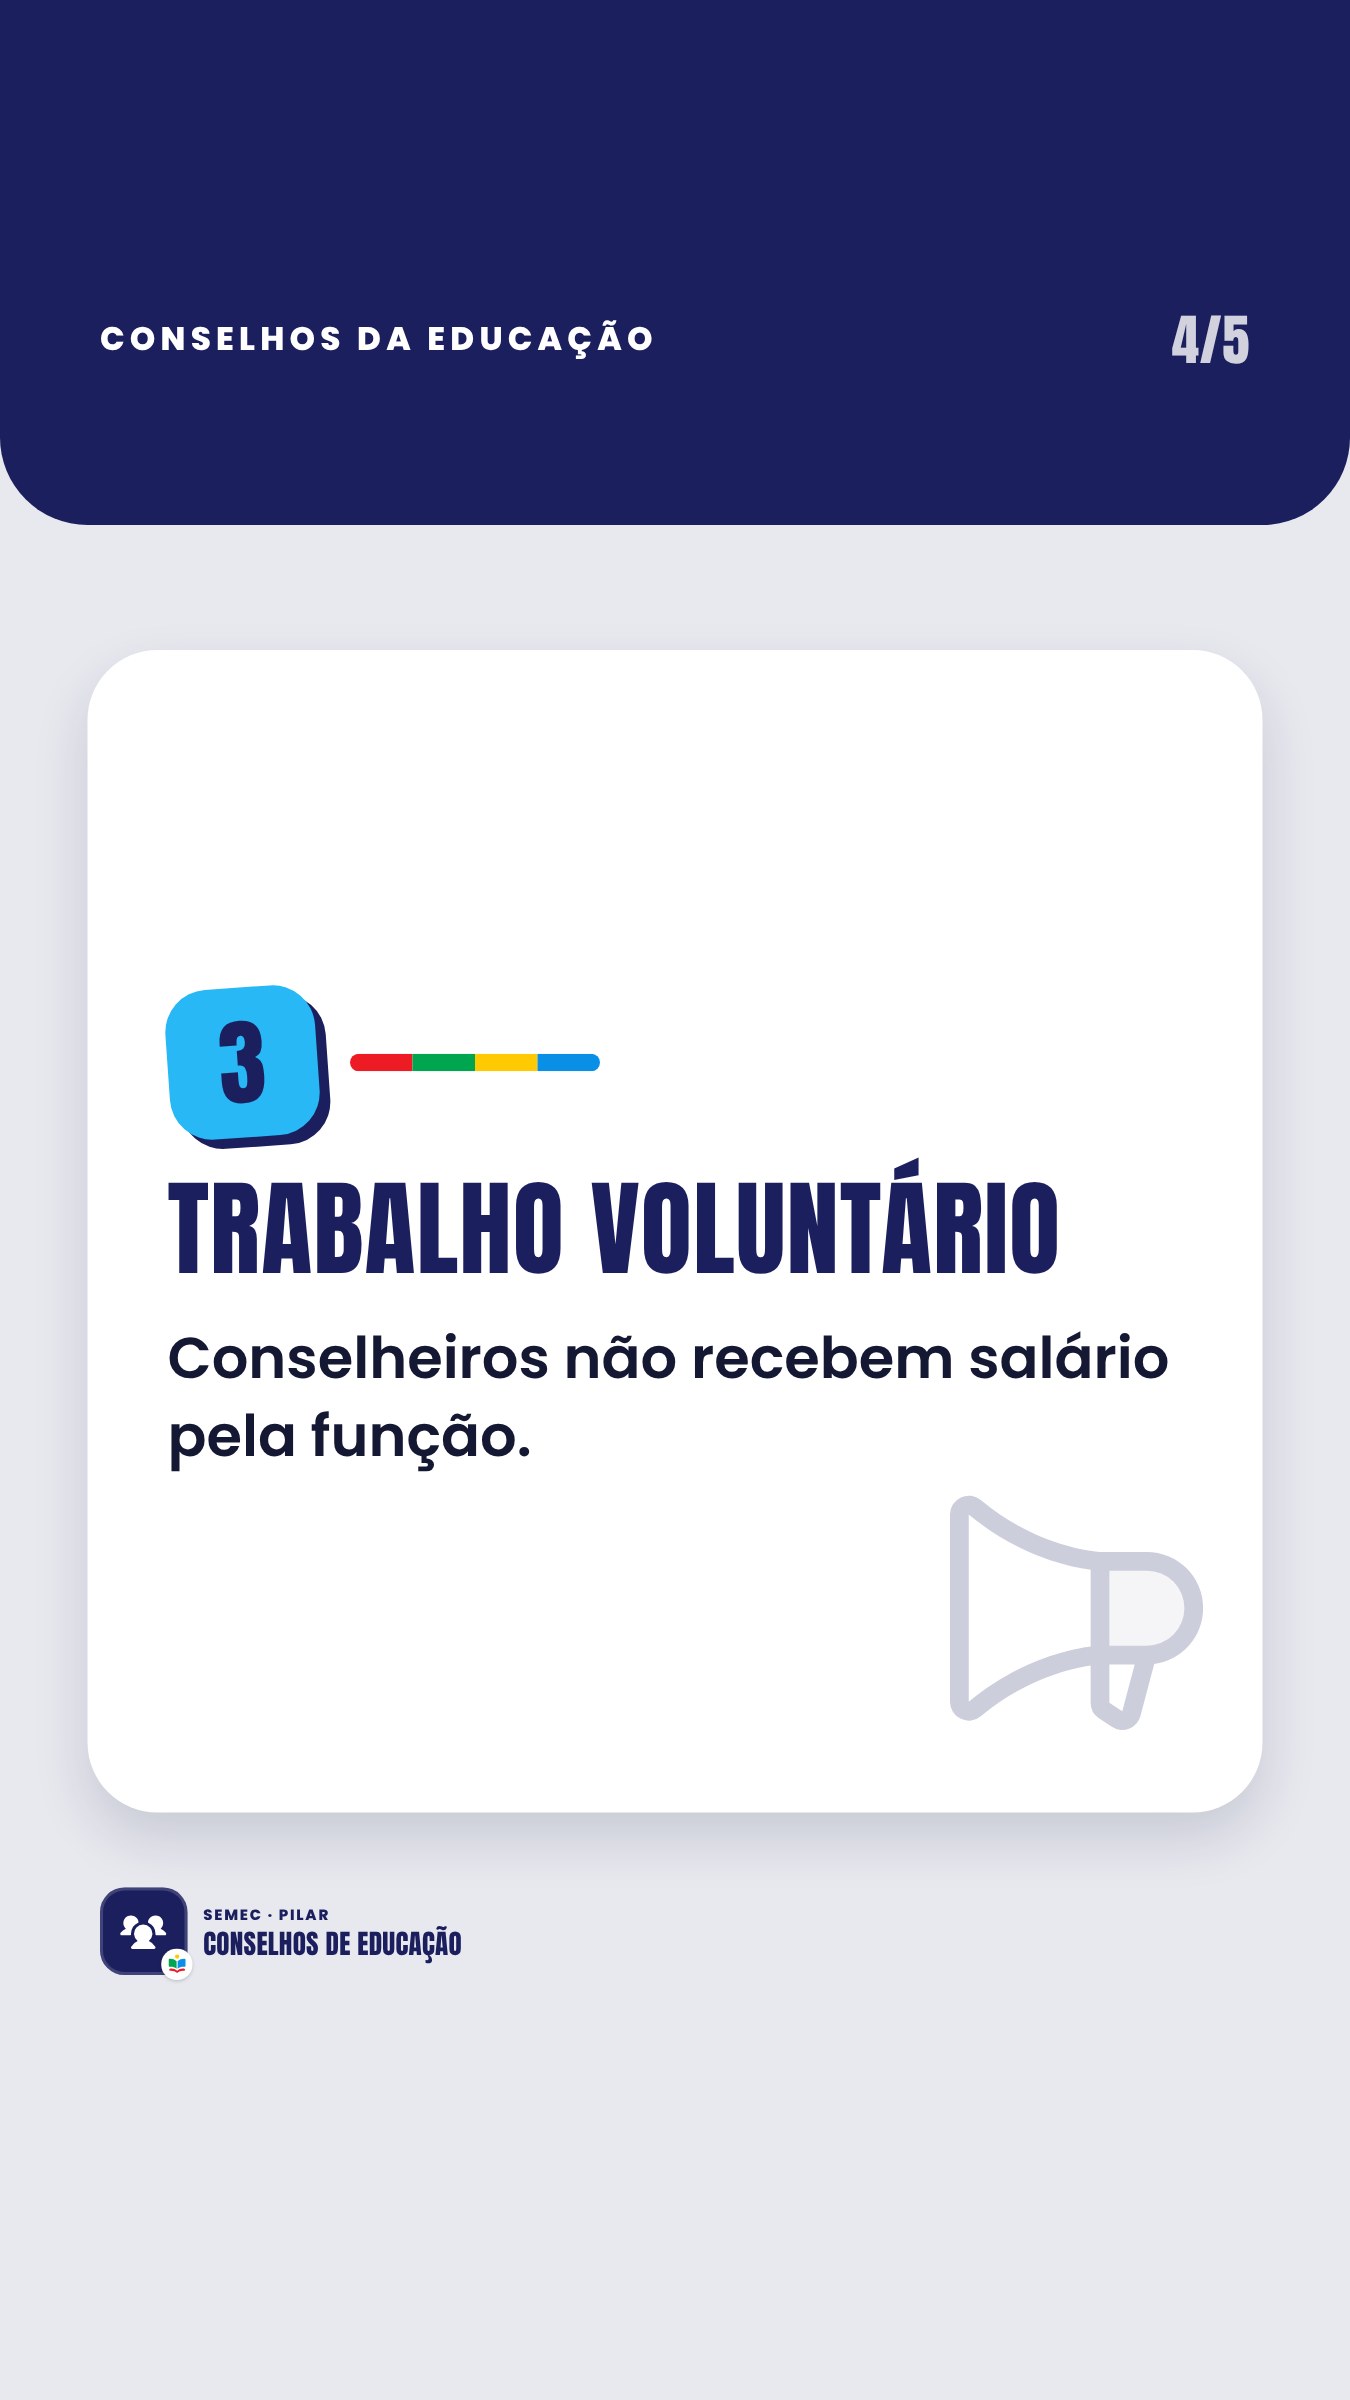 CONSELHOS DA EDUCAÇÃO
4/5
3
TRABALHO VOLUNTÁRIO
Conselheiros não recebem salário
pela função.
SEMEC · PILAR
CONSELHOS DE EDUCAÇÃO